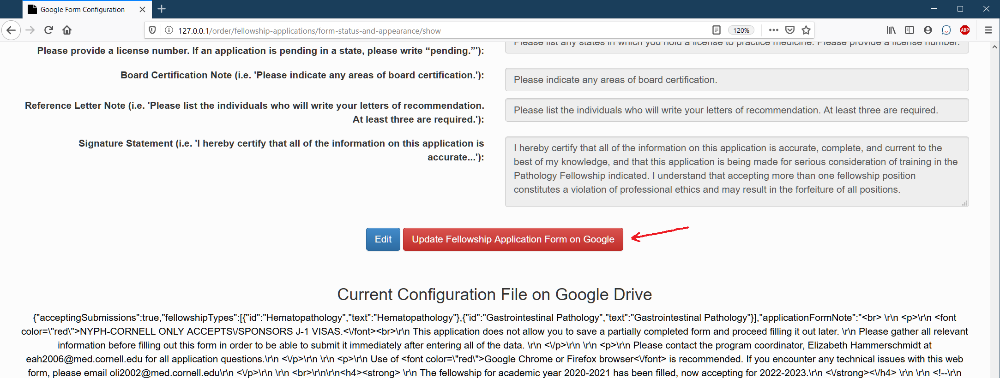 Google Form Configuration
127.0.0.1/order/fellowship-applications/form-status-and-appearance/show
120%
ABP
Please provide a license number. If an application is pending in a state, please write “pending.”'):
Please list any states in which you hold a license to practice medicine. Please provide a license number.
Board Certification Note (i.e. 'Please indicate any areas of board certification.'):
Please indicate any areas of board certification.
Reference Letter Note (i.e. 'Please list the individuals who will write your letters of recommendation.
At least three are required.'):
Please list the individuals who will write your letters of recommendation. At least three are required.
Signature Statement (i.e. 'I hereby certify that all of the information on this application is
accurate...'):
I hereby certify that all of the information on this application is accurate, complete, and current to the
best of my knowledge, and that this application is being made for serious consideration of training in the
Pathology Fellowship indicated. I understand that accepting more than one fellowship position
constitutes a violation of professional ethics and may result in the forfeiture of all positions.
Edit
Update Fellowship Application Form on Google
Current Configuration File on Google Drive
{"acceptingSubmissions":true,"fellowshipTypes":[{"id":"Hematopathology","text":"Hematopathology"},{"id":"Gastrointestinal Pathology","text":"Gastrointestinal Pathology"}],"applicationFormNote":"<br> \r\n <p>\r\n <font
color=\"red\">NYPH-CORNELL ONLY ACCEPTS\/SPONSORS J-1 VISAS.<\/font><br>\r\n This application does not allow you to save a partially completed form and proceed filling it out later. \r\n Please gather all relevant
information before filling out this form in order to be able to submit it immediately after entering all of the data. \r\n <\/p>\r\n \r\n <p>\r\n Please contact the program coordinator, Elizabeth Hammerschmidt at
eah2006@med.cornell.edu for all application questions.\r\n <\/p>\r\n \r\n <p>\r\n Use of <font color=\"red\">Google Chrome or Firefox browser<\/font> is recommended. If you encounter any technical issues with this web
form, please email oli2002@med.cornell.edu\r\n <\/p>\r\n \r\n <br>\r\n\r\n<h4><strong> \r\n The fellowship for academic year 2020-2021 has been filled, now accepting for 2022-2023.\r\n <\/strong><\/h4> \r\n \r\n <!--\r\n